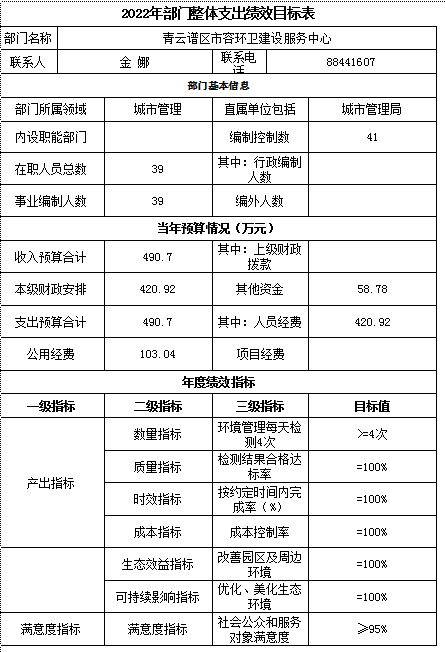 2022年部门整体支出绩效目标表
部门名称 青云谱区市容环卫建设服务中心
联系人 金 娜 联系电话 88441607
部门基本信息
部门所属领域 城市管理 直属单位包括 城市管理局
内设职能部门 编制控制数 41
在职人员总数 39 其中：行政编制
人数
事业编制人数 39 编外人数
当年预算情况（万元）
收入预算合计 490.7 其中：上级财政
拨款
本级财政安排 420.92 其他资金 58.78
支出预算合计 490.7 其中：人员经费 420.92
公用经费 103.04 项目经费
年度绩效指标
一级指标 二级指标 三级指标 目标值
产出指标 数量指标 环境管理每天检
测4次 >=4次
质量指标 检测结果合格达
标率 =100%
时效指标 按约定时间内完
成率（%） =100%
成本指标 成本控制率 =100%
生态效益指标 改善园区及周边
环境 =100%
可持续影响指标 优化、美化生态
环境 =100%
满意度指标 满意度指标 社会公众和服务
对象满意度 ≥95%